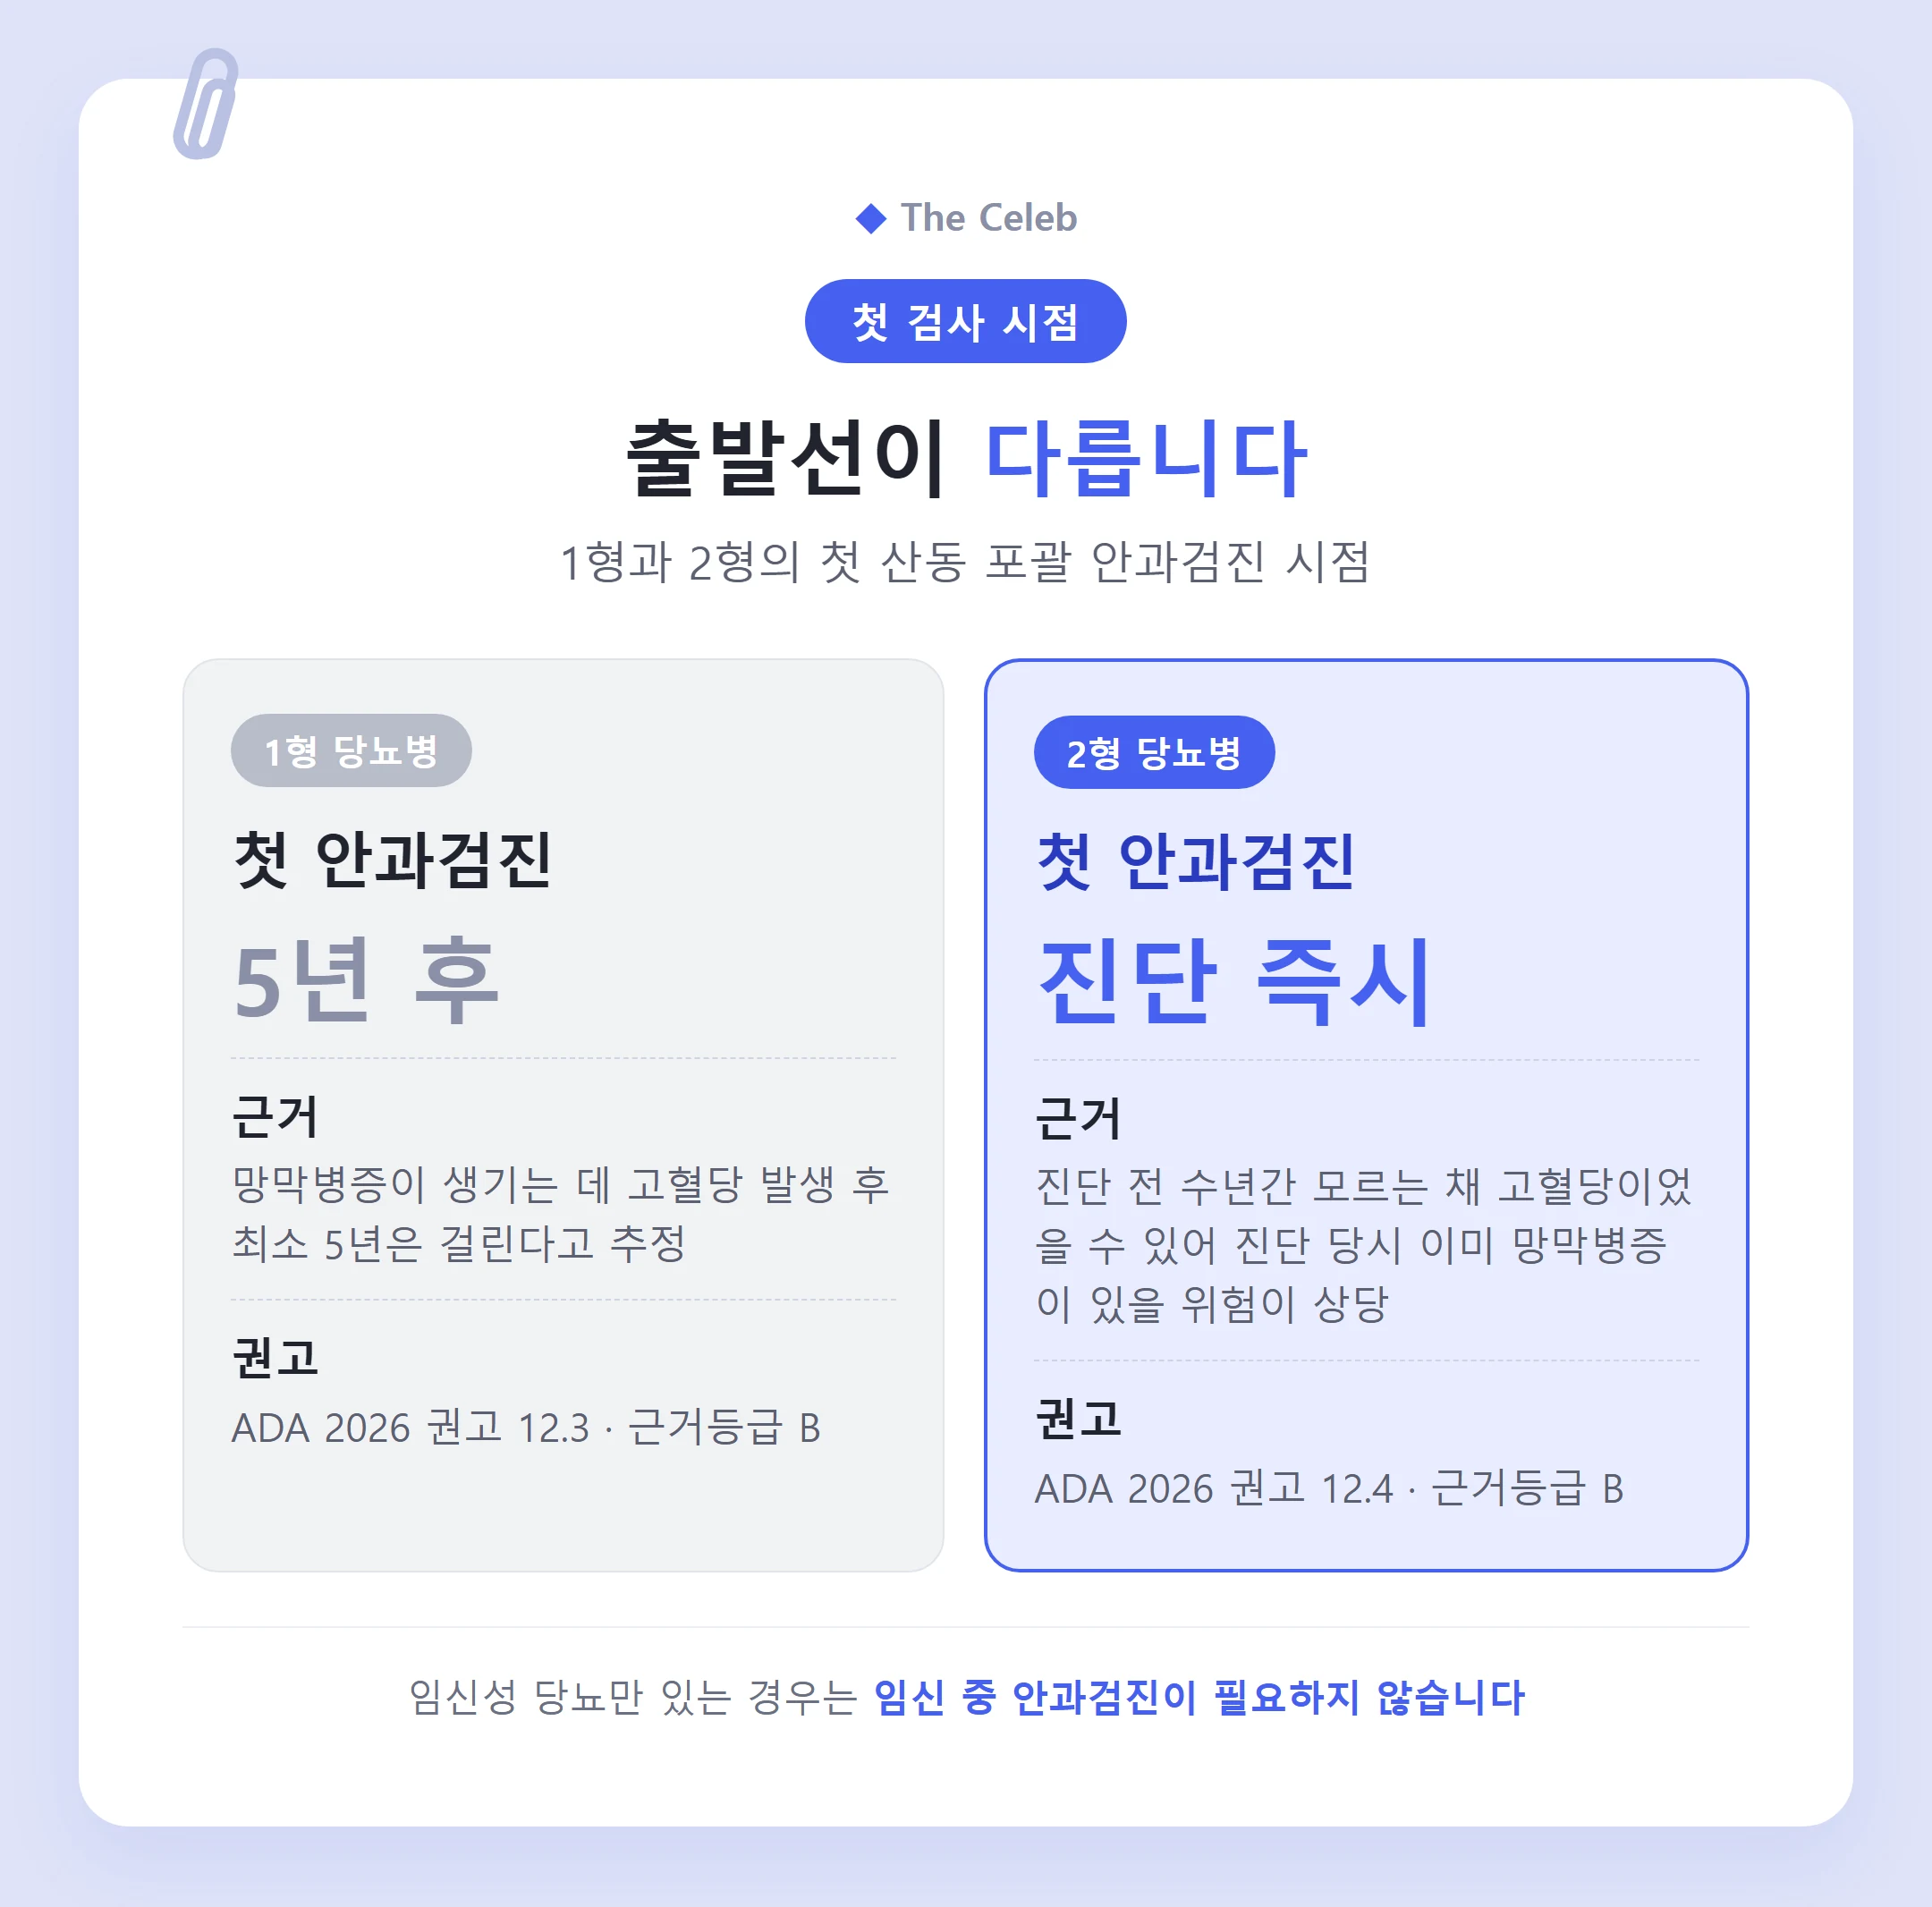 The Celeb
첫 검사 시점
출발선이 다릅니다
1형과 2형의 첫 산동 포괄 안과검진 시점
1형 당뇨병
첫 안과검진
5년 후
근거
망막병증이 생기는 데 고혈당 발생 후
최소 5년은 걸린다고 추정
권고
ADA 2026 권고 12.3 · 근거등급 B
2형 당뇨병
첫 안과검진
진단 즉시
근거
진단 전 수년간 모르는 채 고혈당이었
을 수 있어 진단 당시 이미 망막병증
이 있을 위험이 상당
권고
ADA 2026 권고 12.4 · 근거등급 B
임신성 당뇨만 있는 경우는 임신 중 안과검진이 필요하지 않습니다